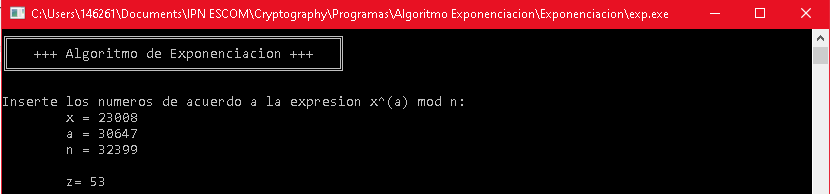 C:\Users\146261\Documents\IPN ESCOM\Cryptography\Programas\Algoritmo Exponenciacion\Exponenciacion\exp.exe
+++ Algoritmo de Exponenciacion +++
Inserte los numeros de acuerdo a la expresion x^(a) mod n:
x = 23008
a = 30647
n = 32399
z= 53